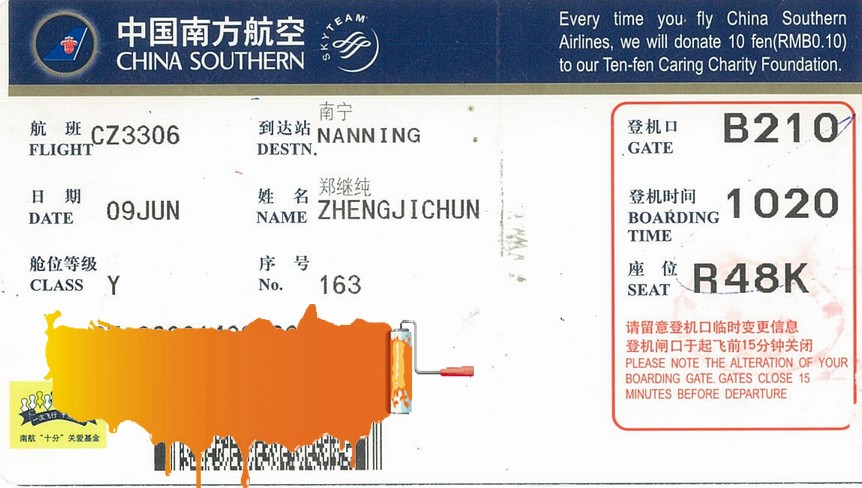 中国南方航空
CHINA SOUTHERN
SKYTEAM
Every time you fly China Southern
Airlines, we will donate 10 fen(RMB0.10)
to our Ten-fen Caring Charity Foundation.
航 班 CZ3306
FLIGHT
到达站 南宁
DESTN. NANNING
日 期
DATE 09JUN
姓 名 郑继纯
NAME ZHENGJICHUN
舱位等级
CLASS Y
序 号
No. 163
登机口 B210
GATE
登机时间 1020
BOARDING
TIME
座 位 R48K
SEAT
请留意登机口临时变更信息
登机闸口于起飞前15分钟关闭
PLEASE NOTE THE ALTERATION OF YOUR
BOARDING GATE. GATES CLOSE 15
MINUTES BEFORE DEPARTURE
南航“十分”关爱基金